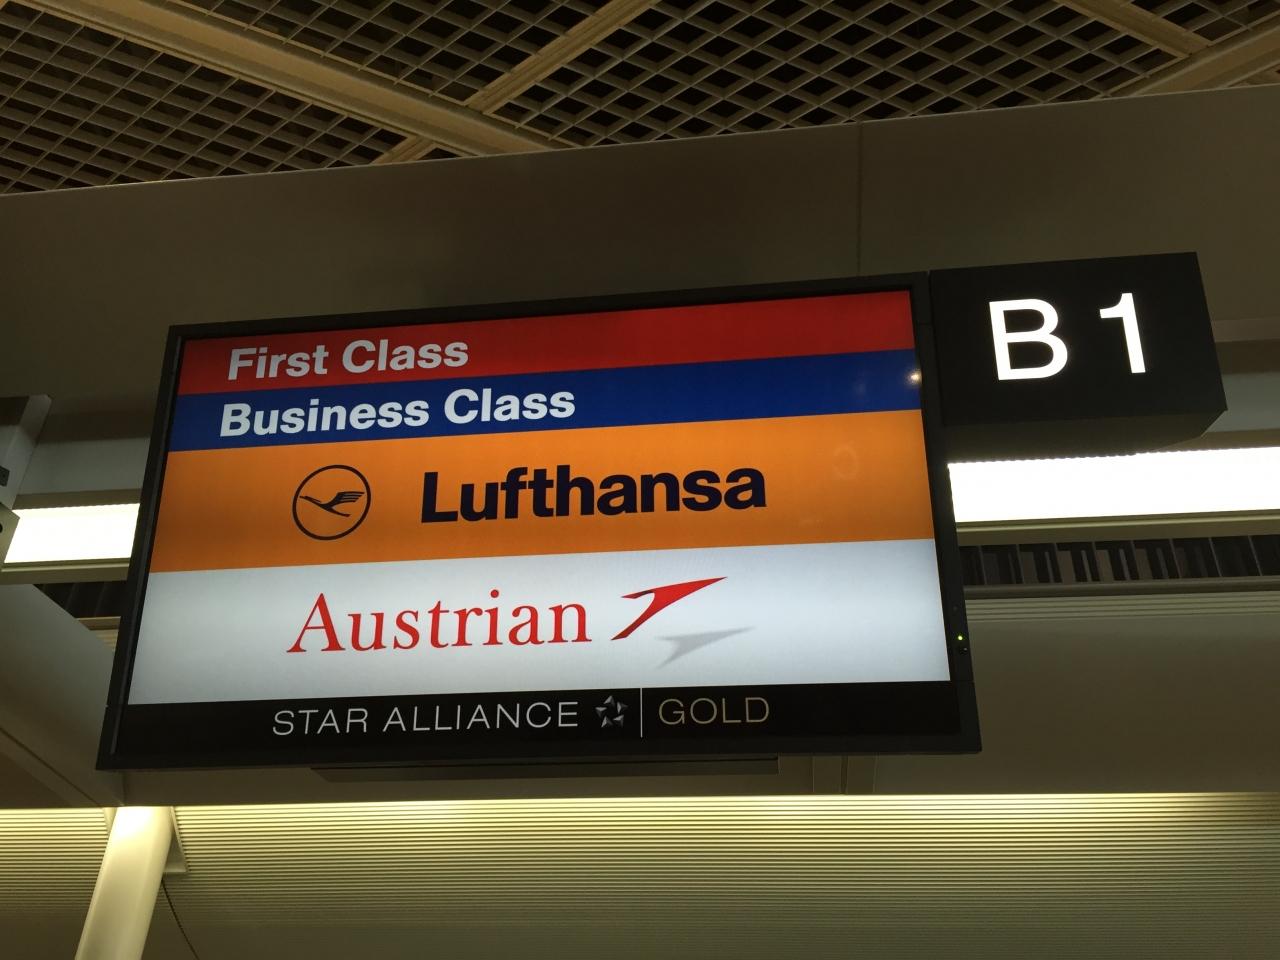 First Class
Business Class
Lufthansa
Austrian
STAR ALLIANCE GOLD
B1